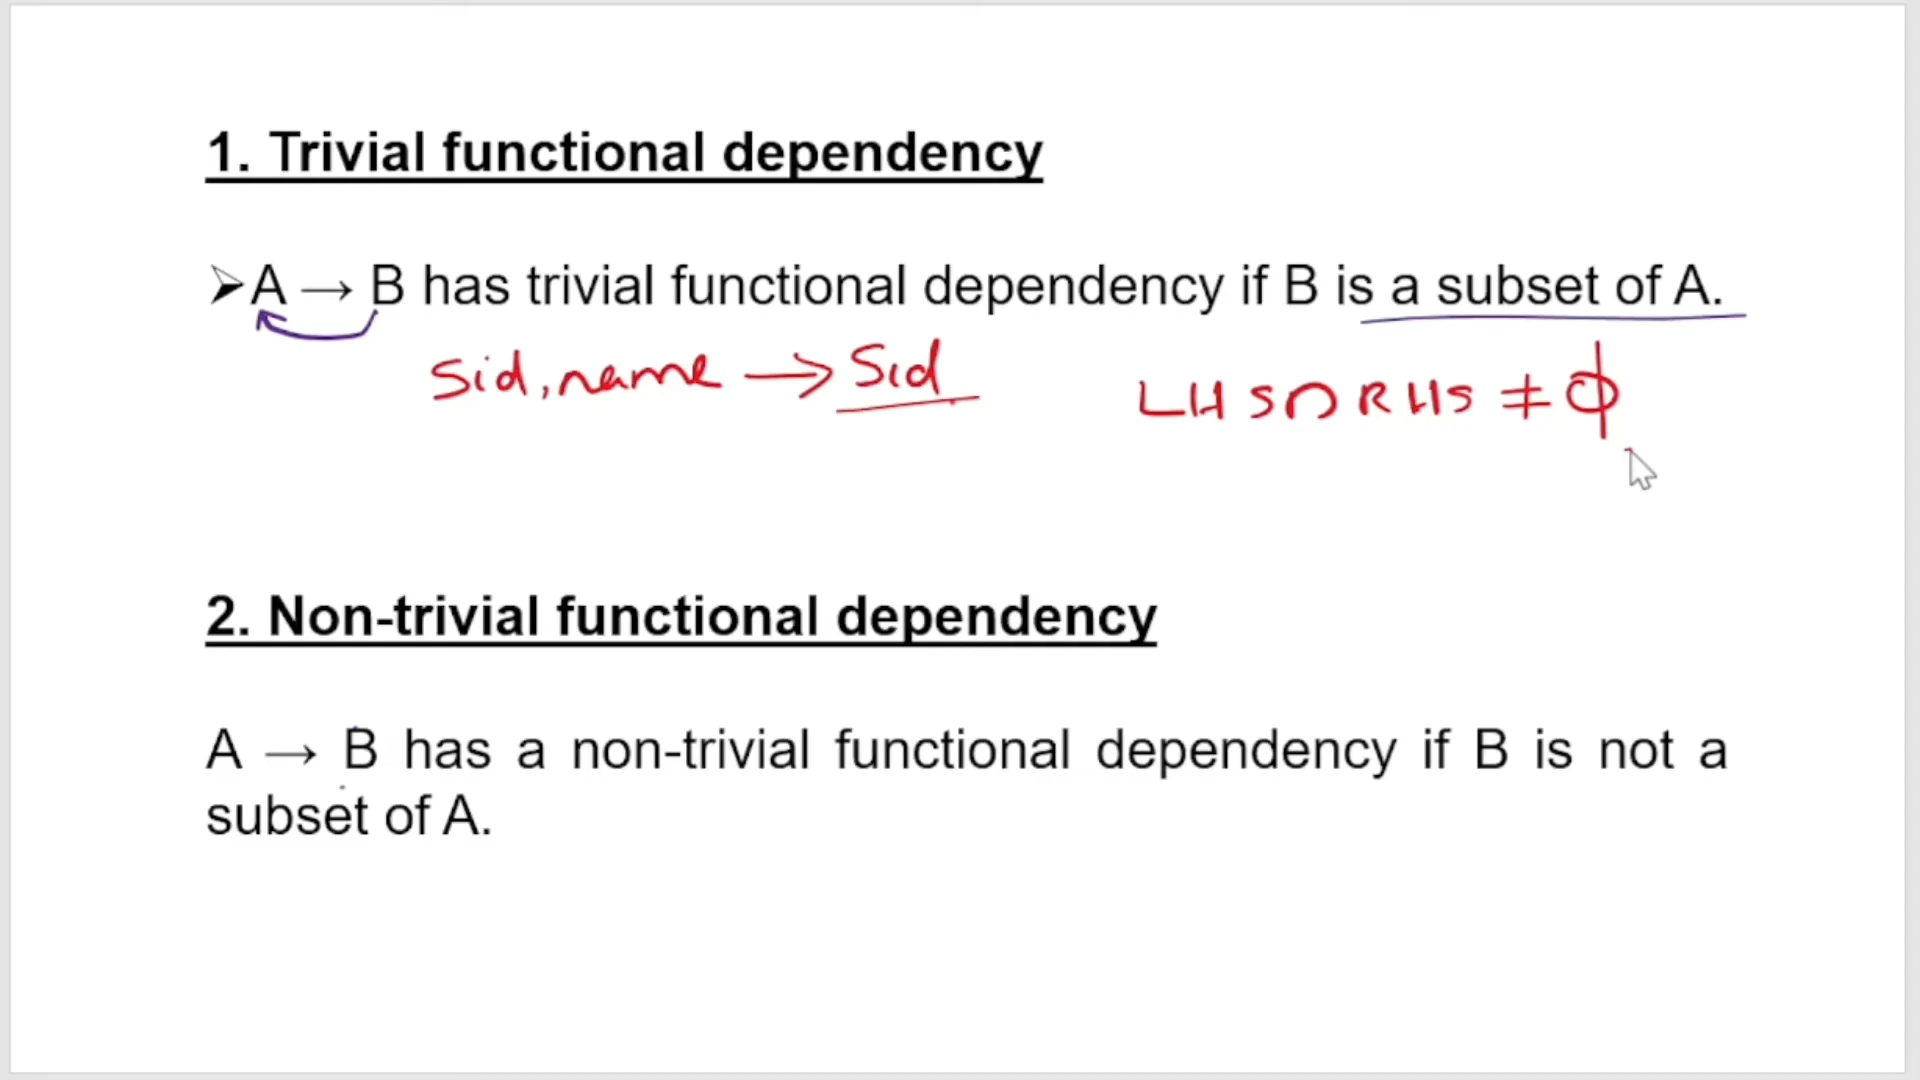 1. Trivial functional dependency
➢A → B has trivial functional dependency if B is a subset of A.
Sid, name → Sid
LHS ∩ RHS ≠ ϕ
2. Non-trivial functional dependency
A → B has a non-trivial functional dependency if B is not a
subset of A.